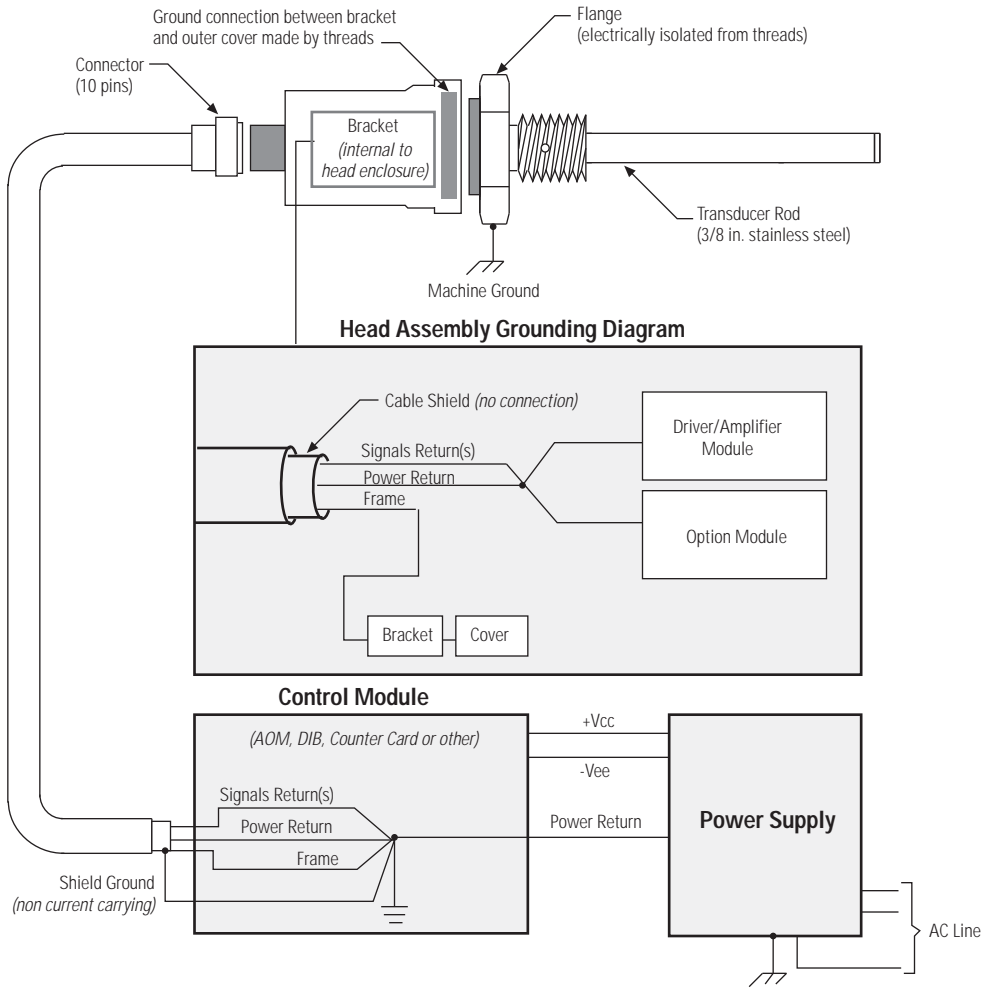 Ground connection between bracket
and outer cover made by threads
Flange
(electrically isolated from threads)
Connector
(10 pins)
Bracket
(internal to
head enclosure)
Transducer Rod
(3/8 in. stainless steel)
Machine Ground
Head Assembly Grounding Diagram
Cable Shield (no connection)
Signals Return(s)
Power Return
Frame
Driver/Amplifier
Module
Option Module
Bracket
Cover
Control Module
(AOM, DIB, Counter Card or other)
+Vcc
-Vee
Signals Return(s)
Power Return
Frame
Power Return
Power Supply
Shield Ground
(non current carrying)
AC Line